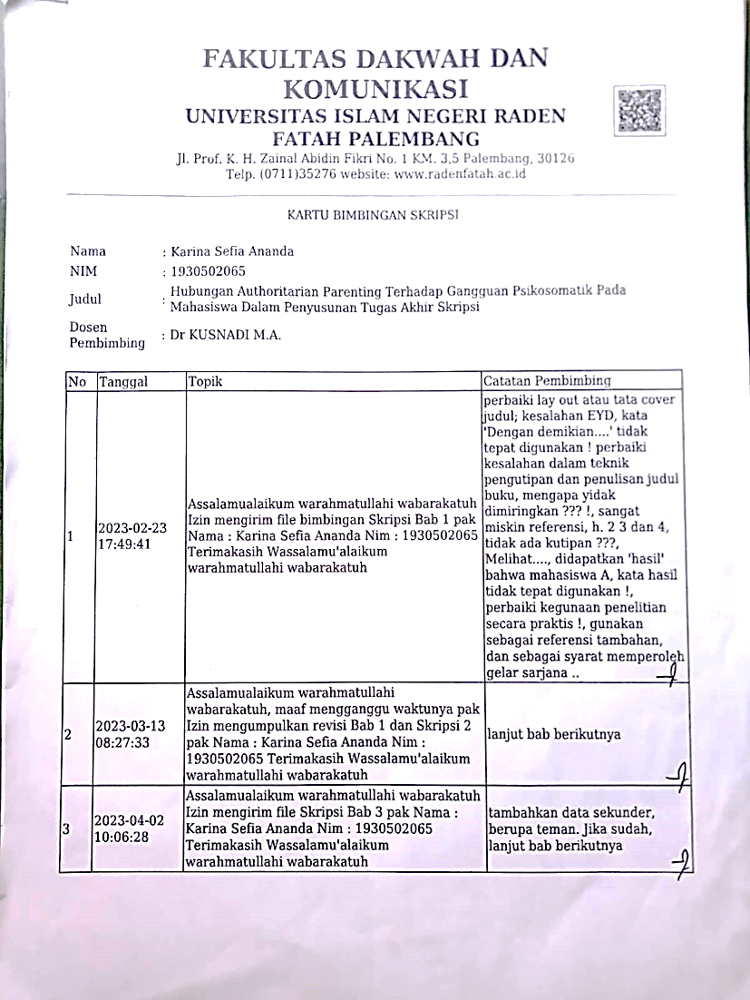 FAKULTAS DAKWAH DAN
KOMUNIKASI
UNIVERSITAS ISLAM NEGERI RADEN
FATAH PALEMBANG
Jl. Prof. K. H. Zainal Abidin Fikri No. 1 KM. 3,5 Palembang, 30126
Telp. (0711)35276 website: www.radenfatah.ac.id
KARTU BIMBINGAN SKRIPSI
Nama : Karina Sefia Ananda
NIM : 1930502065
Judul : Hubungan Authoritarian Parenting Terhadap Gangguan Psikosomatik Pada
Mahasiswa Dalam Penyusunan Tugas Akhir Skripsi
Dosen
Pembimbing : Dr KUSNADI M.A.
No Tanggal Topik Catatan Pembimbing
1
2023-02-23
17:49:41
Assalamualaikum warahmatullahi wabarakatuh
Izin mengirim file bimbingan Skripsi Bab 1 pak
Nama : Karina Sefia Ananda Nim : 1930502065
Terimakasih Wassalamu'alaikum
warahmatullahi wabarakatuh
perbaiki lay out atau tata cover
judul; kesalahan EYD, kata
'Dengan demikian....' tidak
tepat digunakan ! perbaiki
kesalahan dalam teknik
pengutipan dan penulisan judul
buku, mengapa yidak
dimiringkan ??? !, sangat
miskin referensi, h. 2 3 dan 4,
tidak ada kutipan ???,
Melihat...., didapatkan 'hasil'
bahwa mahasiswa A, kata hasil
tidak tepat digunakan !,
perbaiki kegunaan penelitian
secara praktis !, gunakan
sebagai referensi tambahan,
dan sebagai syarat memperoleh
gelar sarjana ..
2
2023-03-13
08:27:33
Assalamualaikum warahmatullahi
wabarakatuh, maaf mengganggu waktunya pak
Izin mengumpulkan revisi Bab 1 dan Skripsi 2
pak Nama : Karina Sefia Ananda Nim :
1930502065 Terimakasih Wassalamu'alaikum
warahmatullahi wabarakatuh
lanjut bab berikutnya
3
2023-04-02
10:06:28
Assalamualaikum warahmatullahi wabarakatuh
Izin mengirim file Skripsi Bab 3 pak Nama :
Karina Sefia Ananda Nim : 1930502065
Terimakasih Wassalamu'alaikum
warahmatullahi wabarakatuh
tambahkan data sekunder,
berupa teman. Jika sudah,
lanjut bab berikutnya